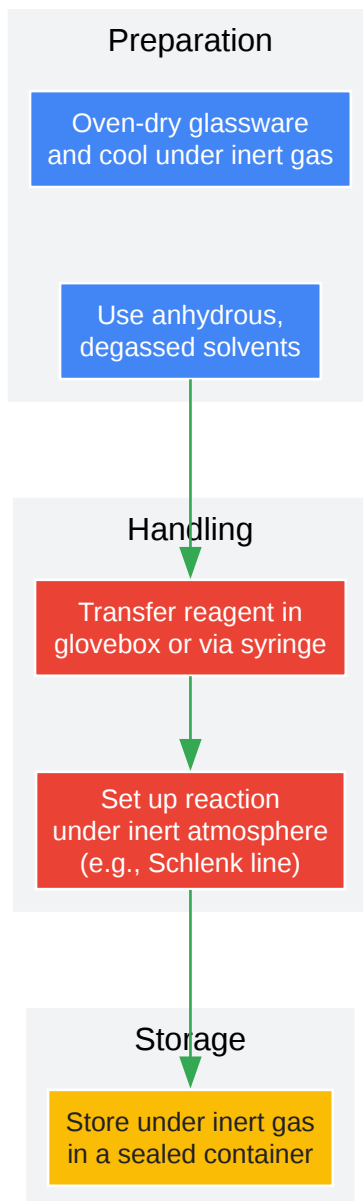 Preparation
Oven-dry glassware
and cool under inert gas
Use anhydrous,
degassed solvents
Handling
Transfer reagent in
glovebox or via syringe
Set up reaction
under inert atmosphere
(e.g., Schlenk line)
Storage
Store under inert gas
in a sealed container